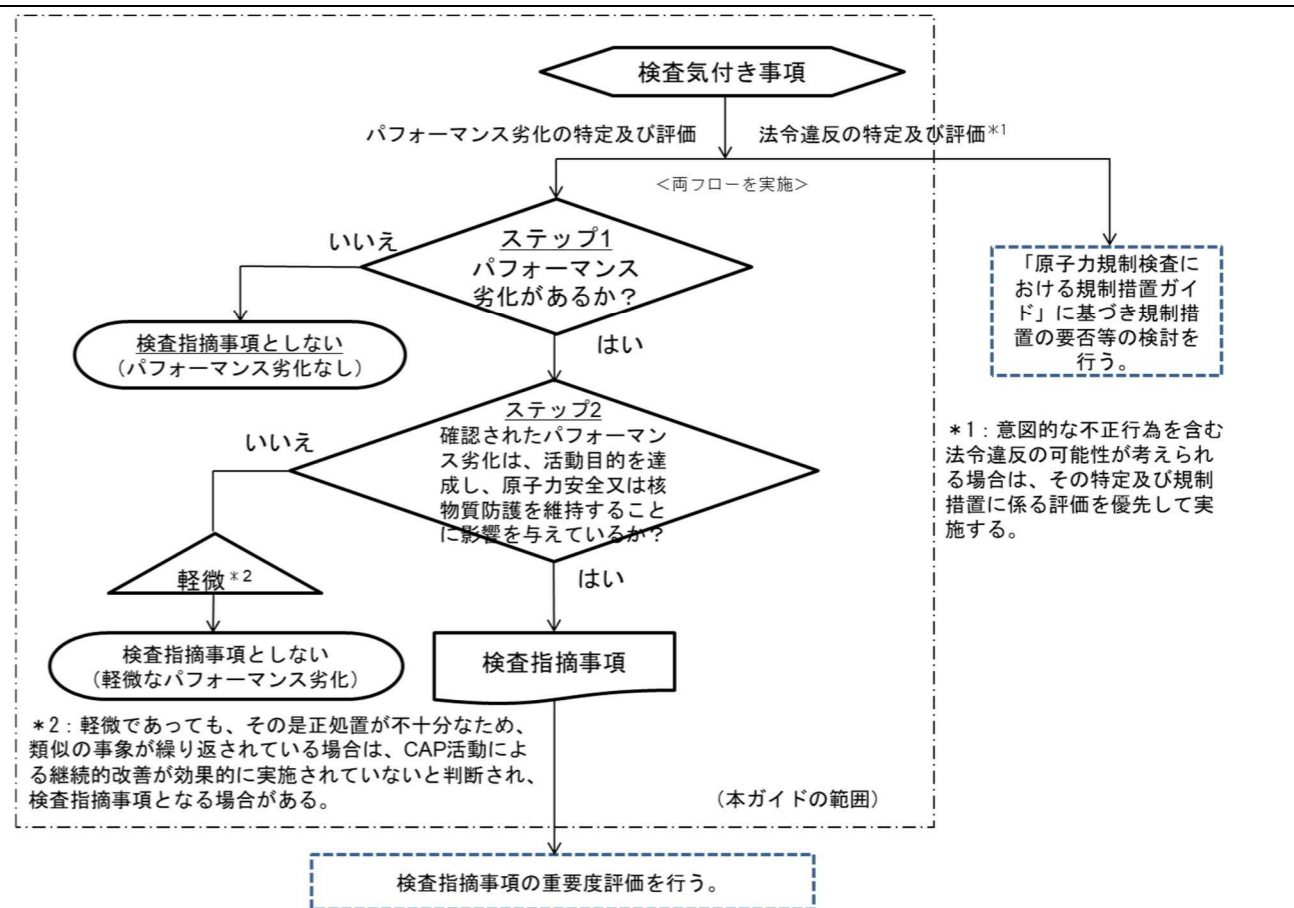 検査気付き事項
パフォーマンス劣化の特定及び評価
法令違反の特定及び評価*1
＜両フローを実施＞
いいえ
ステップ1
パフォーマンス
劣化があるか？
検査指摘事項としない
（パフォーマンス劣化なし）
はい
「原子力規制検査に
おける規制措置ガイ
ド」に基づき規制措
置の要否等の検討を
行う。
いいえ
ステップ2
確認されたパフォーマン
ス劣化は、活動目的を達
成し、原子力安全又は核
物質防護を維持すること
に影響を与えているか？
＊1：意図的な不正行為を含む
法令違反の可能性が考えられ
る場合は、その特定及び規制
措置に係る評価を優先して実
施する。
軽微＊2
はい
検査指摘事項としない
（軽微なパフォーマンス劣化）
検査指摘事項
＊2：軽微であっても、その是正処置が不十分なため、
類似の事象が繰り返されている場合は、CAP活動によ
る継続的改善が効果的に実施されていないと判断され、
検査指摘事項となる場合がある。
（本ガイドの範囲）
検査指摘事項の重要度評価を行う。